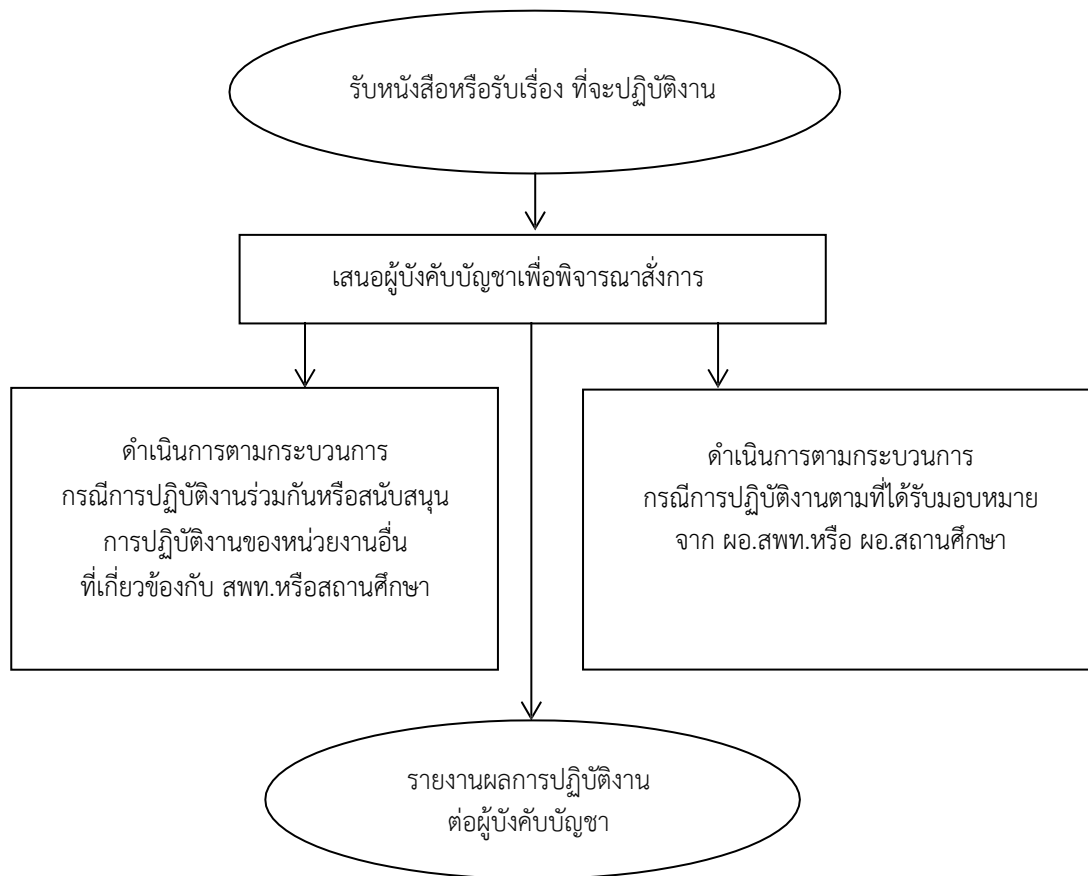 รับหนังสือหรือรับเรื่อง ที่จะปฏิบัติงาน
เสนอผู้บังคับบัญชาเพื่อพิจารณาสั่งการ
ดำเนินการตามกระบวนการ
กรณีการปฏิบัติงานร่วมกันหรือสนับสนุน
การปฏิบัติงานของหน่วยงานอื่น
ที่เกี่ยวข้องกับ สพท.หรือสถานศึกษา
ดำเนินการตามกระบวนการ
กรณีการปฏิบัติงานตามที่ได้รับมอบหมาย
จาก ผอ.สพท.หรือ ผอ.สถานศึกษา
รายงานผลการปฏิบัติงาน
ต่อผู้บังคับบัญชา